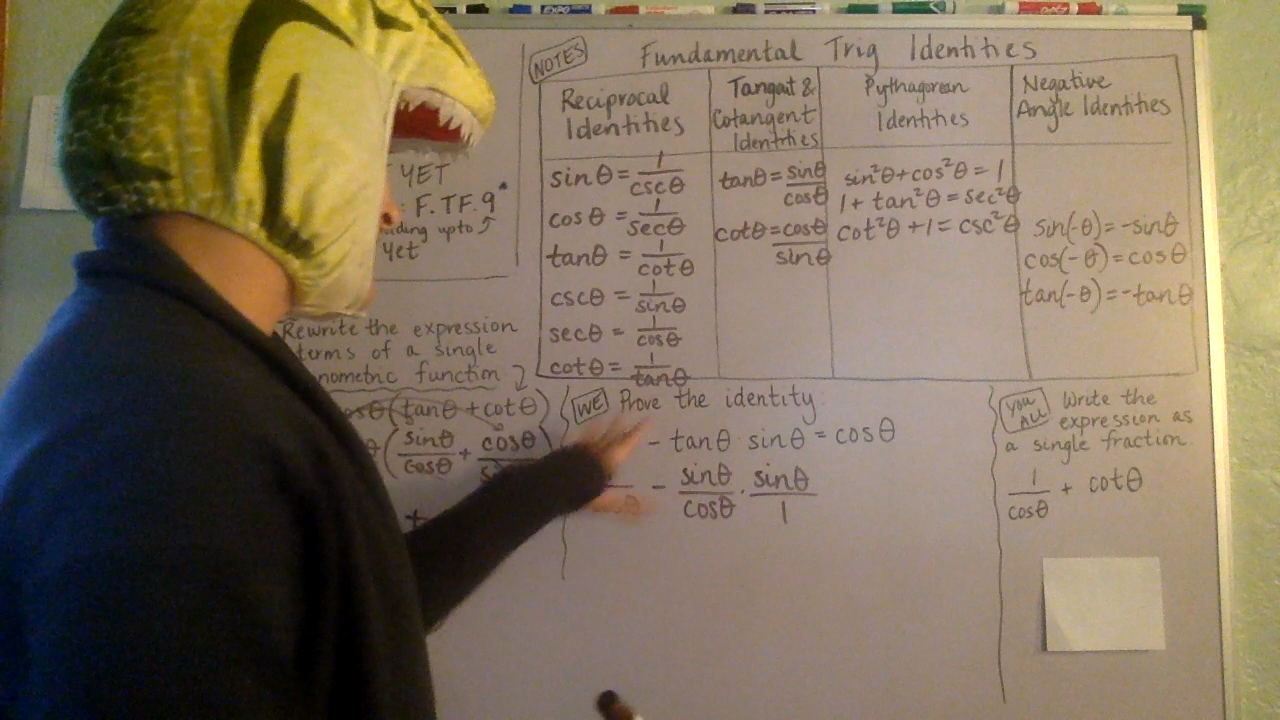 EXPO
EXPO
NOTES Fundamental Trig Identities
Reciprocal Identities
sinθ = 1/cscθ
cosθ = 1/secθ
tanθ = 1/cotθ
cscθ = 1/sinθ
secθ = 1/cosθ
cotθ = 1/tanθ
Tangent & Cotangent Identities
tanθ = sinθ/cosθ
cotθ = cosθ/sinθ
Pythagorean Identities
sin²θ + cos²θ = 1
1 + tan²θ = sec²θ
cot²θ + 1 = csc²θ
Negative Angle Identities
sin(-θ) = -sinθ
cos(-θ) = cosθ
tan(-θ) = -tanθ
YET
F.TF.9*
upto
yet
Rewrite the expression
terms of a single
function
(tanθ + cotθ)
(sinθ/cosθ + cosθ/
WE Prove the identity
- tanθ · sinθ = cosθ
- sinθ/cosθ · sinθ/1
YOU ALL Write the
expression as
a single fraction.
1/cosθ + cotθ